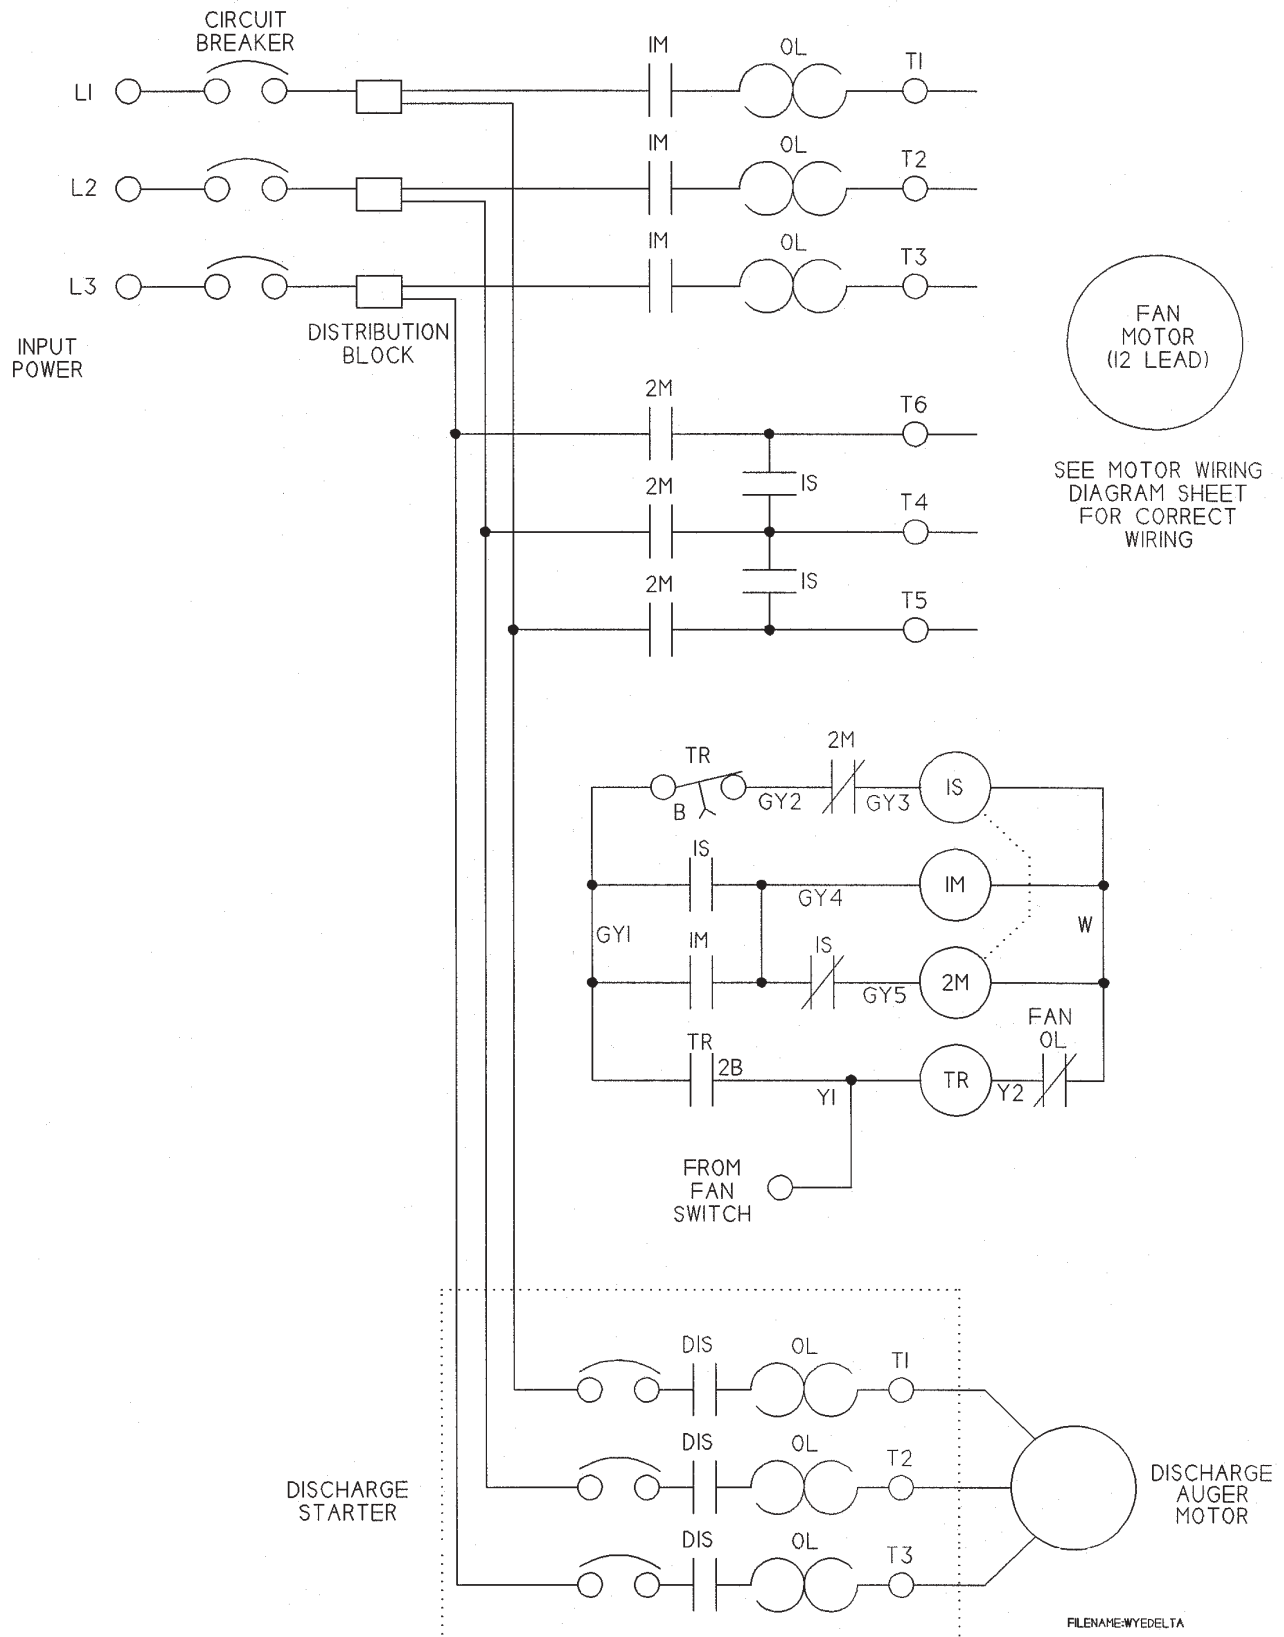 CIRCUIT
BREAKER
1M
OL
T1
L1
1M
OL
T2
L2
1M
OL
T3
L3
DISTRIBUTION
BLOCK
INPUT
POWER
FAN
MOTOR
(12 LEAD)
2M
T6
1S
SEE MOTOR WIRING
DIAGRAM SHEET
FOR CORRECT
WIRING
2M
T4
1S
2M
T5
TR
2M
1S
B
GY2
GY3
1S
1M
GY4
GY1
1M
1S
W
2M
GY5
FAN
OL
TR
2B
TR
Y1
Y2
FROM
FAN
SWITCH
DIS
OL
T1
DIS
OL
T2
DISCHARGE
STARTER
DISCHARGE
AUGER
MOTOR
DIS
OL
T3
FILENAME:WYEDELTA